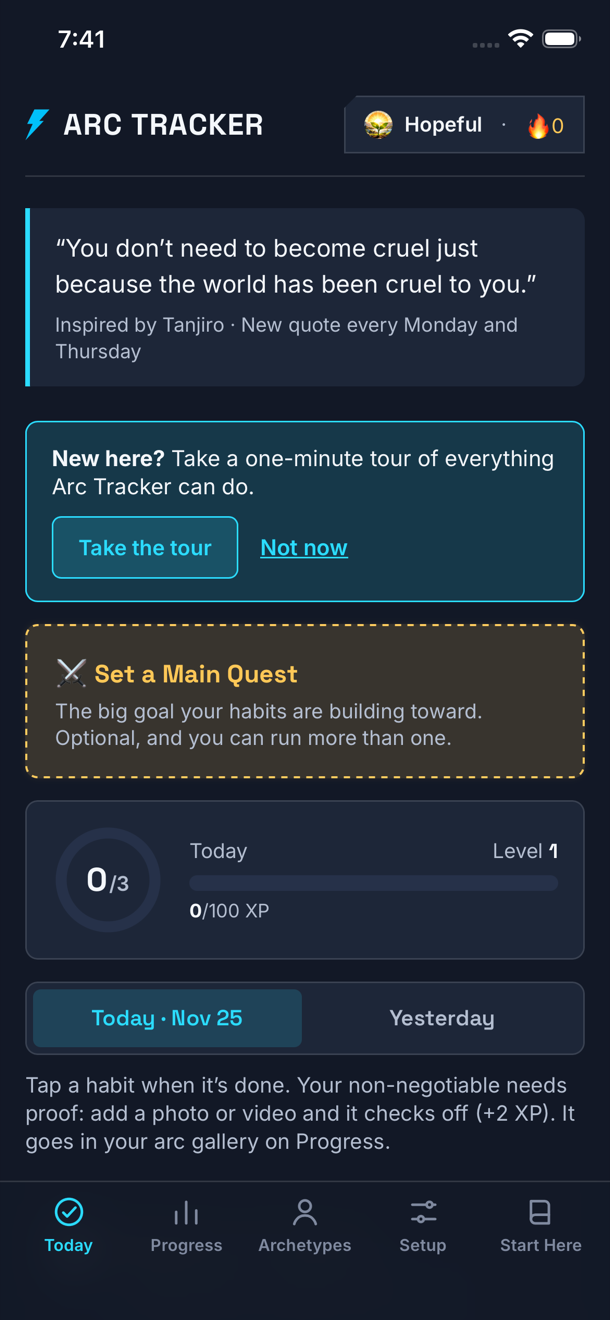 7:41
ARC TRACKER
Hopeful · 0
“You don’t need to become cruel just
because the world has been cruel to you.”
Inspired by Tanjiro · New quote every Monday and
Thursday
New here? Take a one-minute tour of everything
Arc Tracker can do.
Take the tour
Not now
Set a Main Quest
The big goal your habits are building toward.
Optional, and you can run more than one.
0/3
Today
Level 1
0/100 XP
Today · Nov 25
Yesterday
Tap a habit when it’s done. Your non-negotiable needs
proof: add a photo or video and it checks off (+2 XP). It
goes in your arc gallery on Progress.
Today
Progress
Archetypes
Setup
Start Here